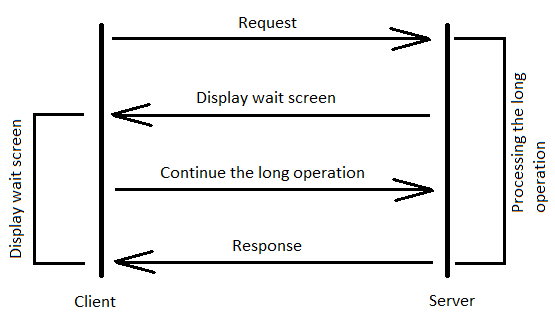 Request
Display wait screen
Continue the long operation
Response
Display wait screen
Processing the long
operation
Client
Server